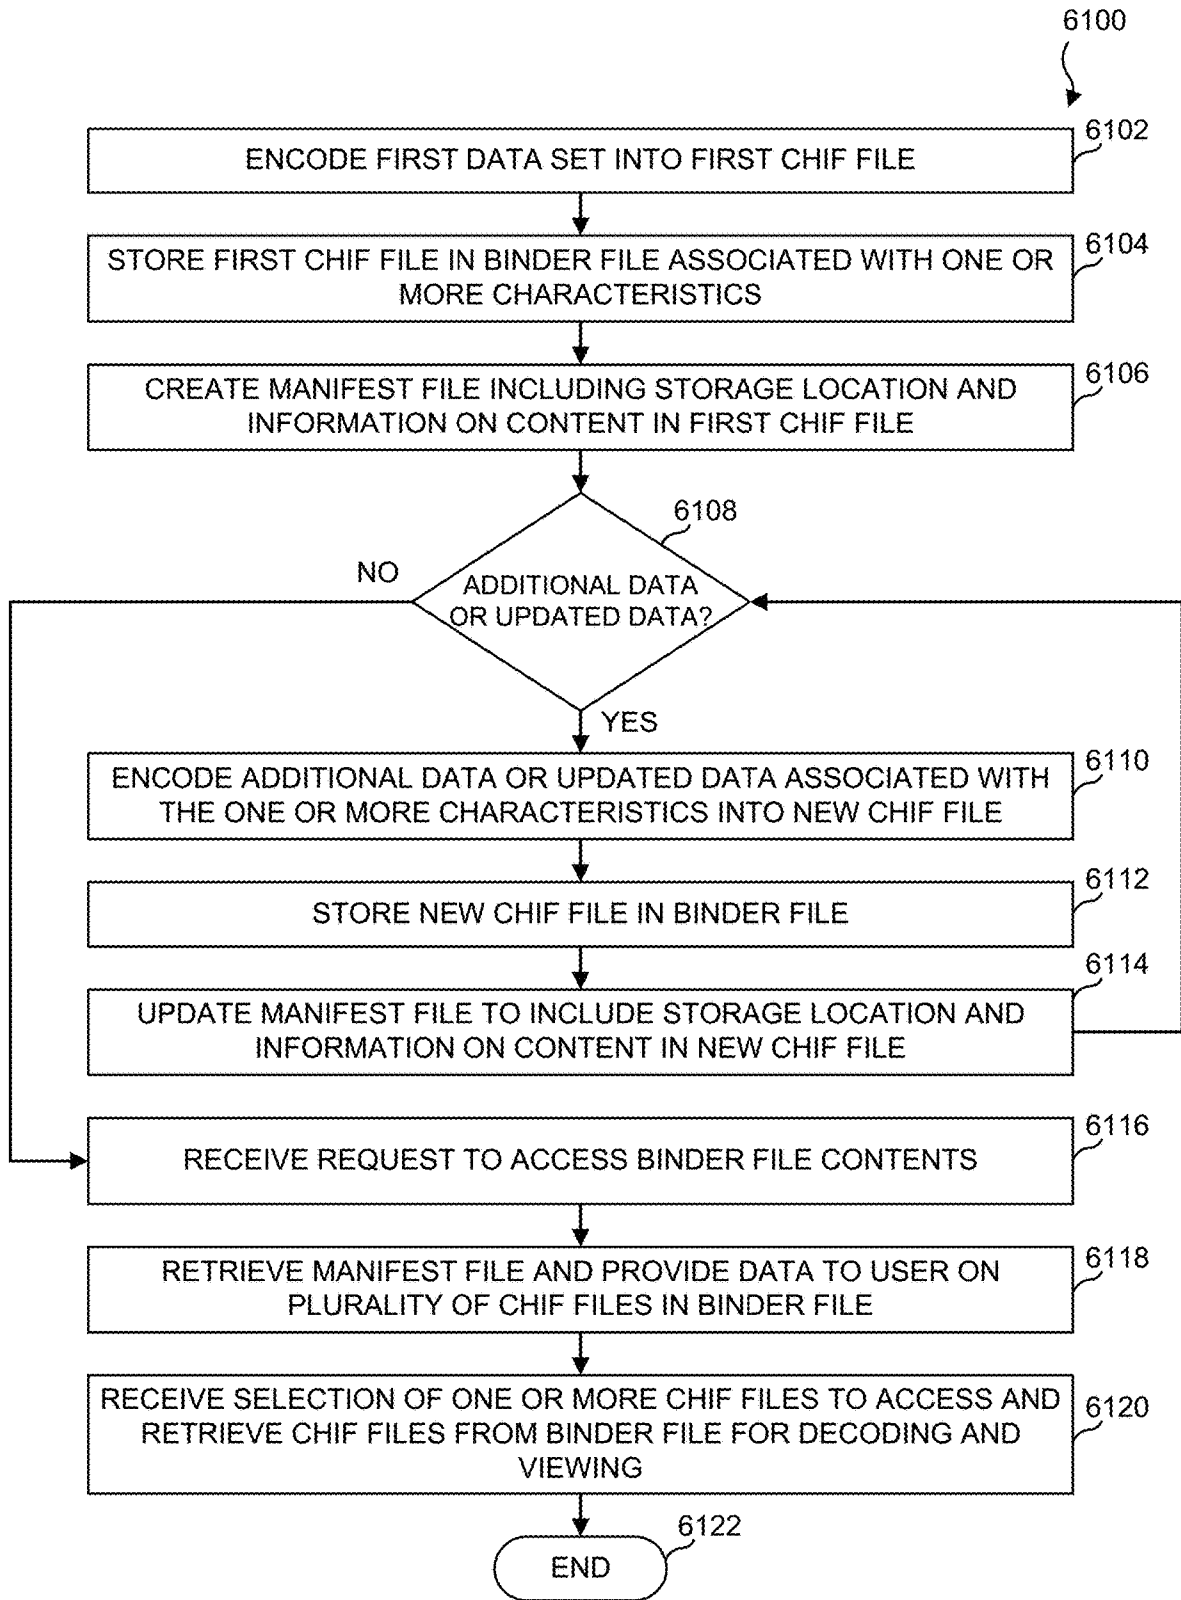 6100
6102
ENCODE FIRST DATA SET INTO FIRST CHIF FILE
6104
STORE FIRST CHIF FILE IN BINDER FILE ASSOCIATED WITH ONE OR
MORE CHARACTERISTICS
6106
CREATE MANIFEST FILE INCLUDING STORAGE LOCATION AND
INFORMATION ON CONTENT IN FIRST CHIF FILE
6108
NO
ADDITIONAL DATA
OR UPDATED DATA?
YES
6110
ENCODE ADDITIONAL DATA OR UPDATED DATA ASSOCIATED WITH
THE ONE OR MORE CHARACTERISTICS INTO NEW CHIF FILE
6112
STORE NEW CHIF FILE IN BINDER FILE
6114
UPDATE MANIFEST FILE TO INCLUDE STORAGE LOCATION AND
INFORMATION ON CONTENT IN NEW CHIF FILE
6116
RECEIVE REQUEST TO ACCESS BINDER FILE CONTENTS
6118
RETRIEVE MANIFEST FILE AND PROVIDE DATA TO USER ON
PLURALITY OF CHIF FILES IN BINDER FILE
6120
RECEIVE SELECTION OF ONE OR MORE CHIF FILES TO ACCESS AND
RETRIEVE CHIF FILES FROM BINDER FILE FOR DECODING AND
VIEWING
6122
END